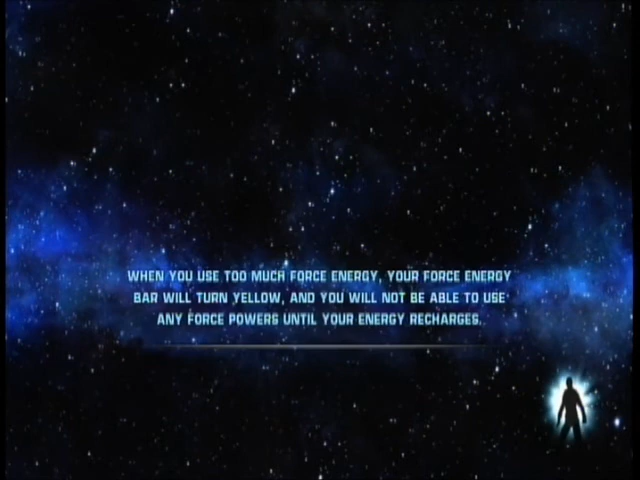 WHEN YOU USE TOO MUCH FORCE ENERGY, YOUR FORCE ENERGY
BAR WILL TURN YELLOW, AND YOU WILL NOT BE ABLE TO USE
ANY FORCE POWERS UNTIL YOUR ENERGY RECHARGES.